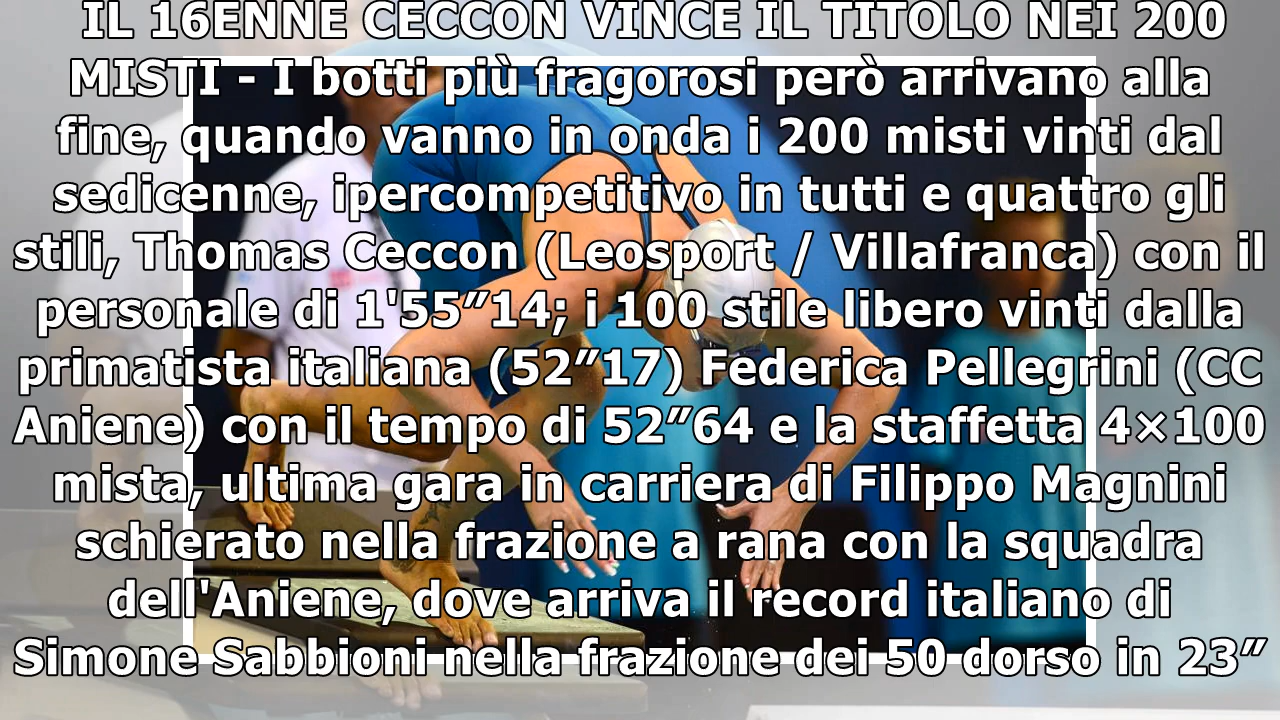 IL 16ENNE CECCON VINCE IL TITOLO NEI 200
MISTI - I botti più fragorosi però arrivano alla
fine, quando vanno in onda i 200 misti vinti dal
sedicenne, ipercompetitivo in tutti e quattro gli
stili, Thomas Ceccon (Leosport / Villafranca) con il
personale di 1'55”14; i 100 stile libero vinti dalla
primatista italiana (52”17) Federica Pellegrini (CC
Aniene) con il tempo di 52”64 e la staffetta 4×100
mista, ultima gara in carriera di Filippo Magnini
schierato nella frazione a rana con la squadra
dell'Aniene, dove arriva il record italiano di
Simone Sabbioni nella frazione dei 50 dorso in 23”